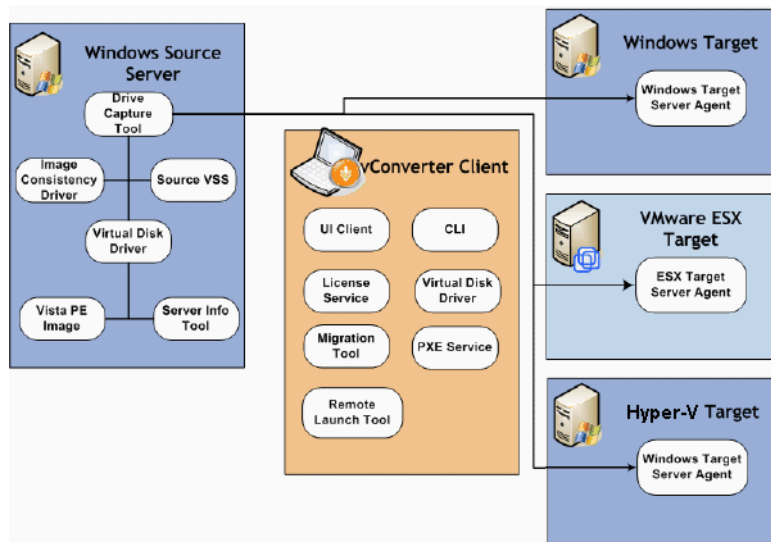 Windows Source
Server
Drive
Capture
Tool
Image
Consistency
Driver
Source VSS
Virtual Disk
Driver
Vista PE
Image
Server Info
Tool
vConverter Client
UI Client
CLI
License
Service
Virtual Disk
Driver
Migration
Tool
PXE Service
Remote
Launch Tool
Windows Target
Windows Target
Server Agent
VMware ESX
Target
ESX Target
Server Agent
Hyper-V Target
Windows Target
Server Agent